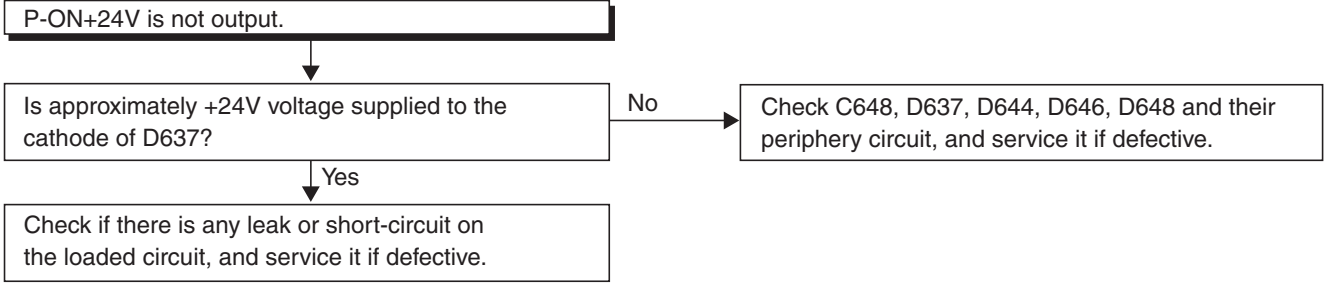 P-ON+24V is not output.
Is approximately +24V voltage supplied to the
cathode of D637?
No
Check C648, D637, D644, D646, D648 and their
periphery circuit, and service it if defective.
Yes
Check if there is any leak or short-circuit on
the loaded circuit, and service it if defective.